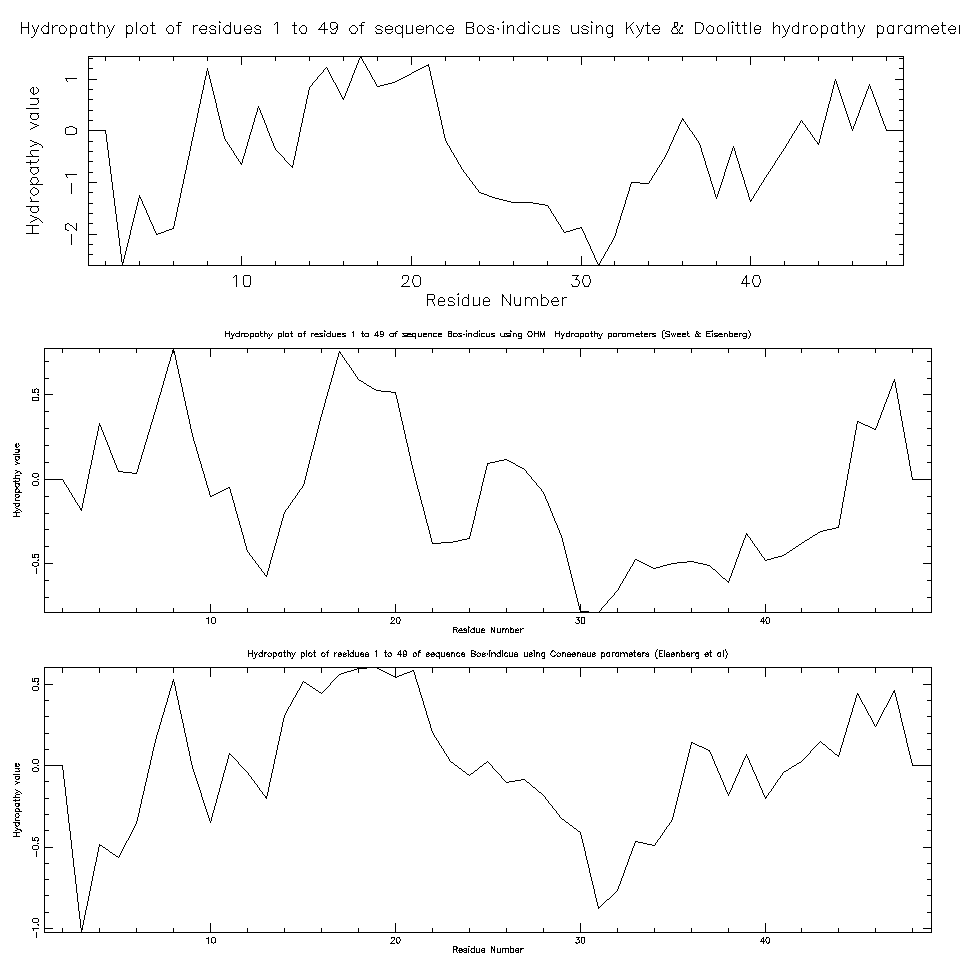 Hydropathy plot of residues 1 to 49 of sequence Bos-indicus using Kyte & Doolittle hydropathy parameter
1
0
-1
-2
Hydropathy value
10 20 30 40
Residue Number
Hydropathy plot of residues 1 to 49 of sequence Bos-indicus using OHM Hydropathy parameters (Sweet & Eisenberg)
0.5
0.0
-0.5
Hydropathy value
10 20 30 40
Residue Number
Hydropathy plot of residues 1 to 49 of sequence Bos-indicus using Consensus parameters (Eisenberg et al)
0.5
0.0
-0.5
-1.0
Hydropathy value
10 20 30 40
Residue Number